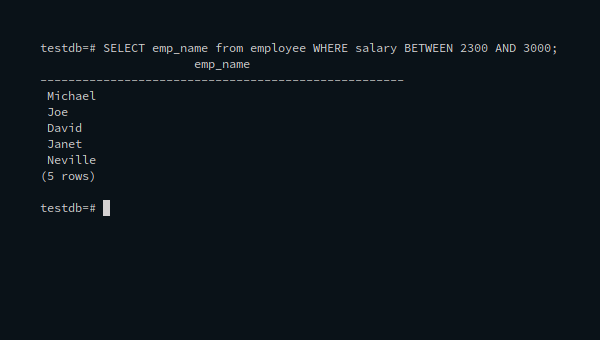 testdb=# SELECT emp_name from employee WHERE salary BETWEEN 2300 AND 3000;
emp_name
----------------------------------------------------
Michael
Joe
David
Janet
Neville
(5 rows)
testdb=#